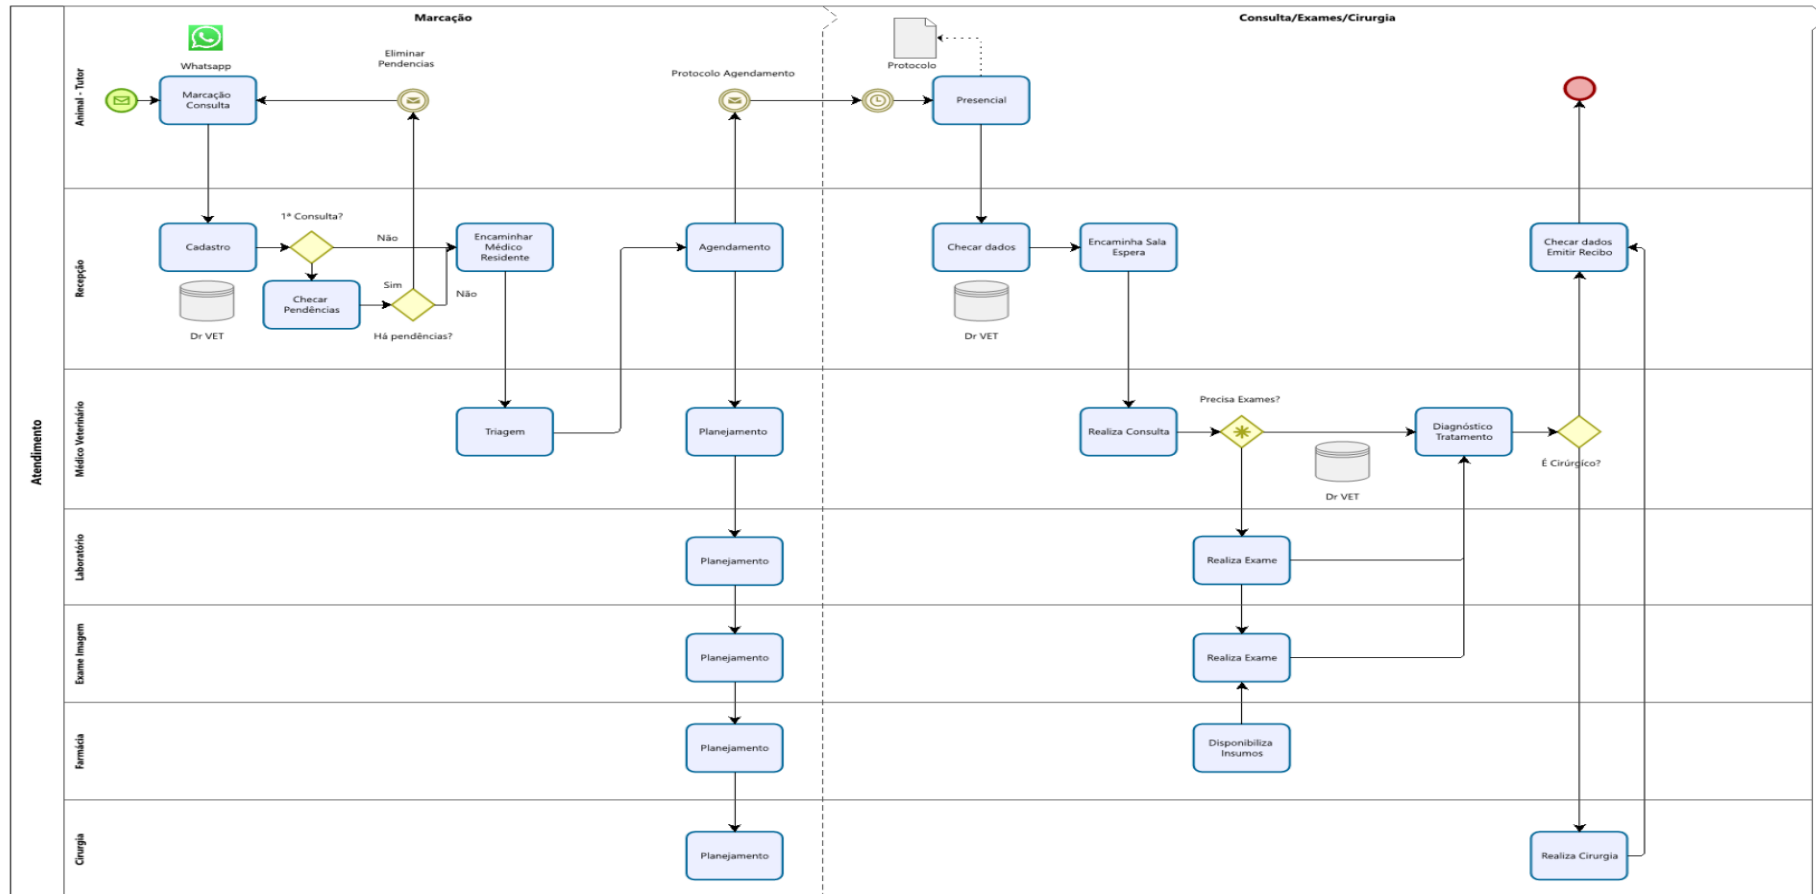 Marcação
Consulta/Exames/Cirurgia
Atendimento
Animal - Tutor
Whatsapp
Marcação
Consulta
Eliminar
Pendencias
Protocolo Agendamento
Protocolo
Presencial
Recepção
Cadastro
Dr VET
1ª Consulta?
Não
Checar
Pendências
Sim
Não
Há pendências?
Encaminhar
Médico
Residente
Agendamento
Checar dados
Dr VET
Encaminha Sala
Espera
Checar dados
Emitir Recibo
Médico Veterinário
Triagem
Planejamento
Realiza Consulta
Precisa Exames?
Dr VET
Diagnóstico
Tratamento
É Cirúrgíco?
Laboratório
Planejamento
Realiza Exame
Exame Imagem
Planejamento
Realiza Exame
Farmácia
Planejamento
Disponibiliza
Insumos
Cirurgia
Planejamento
Realiza Cirurgia